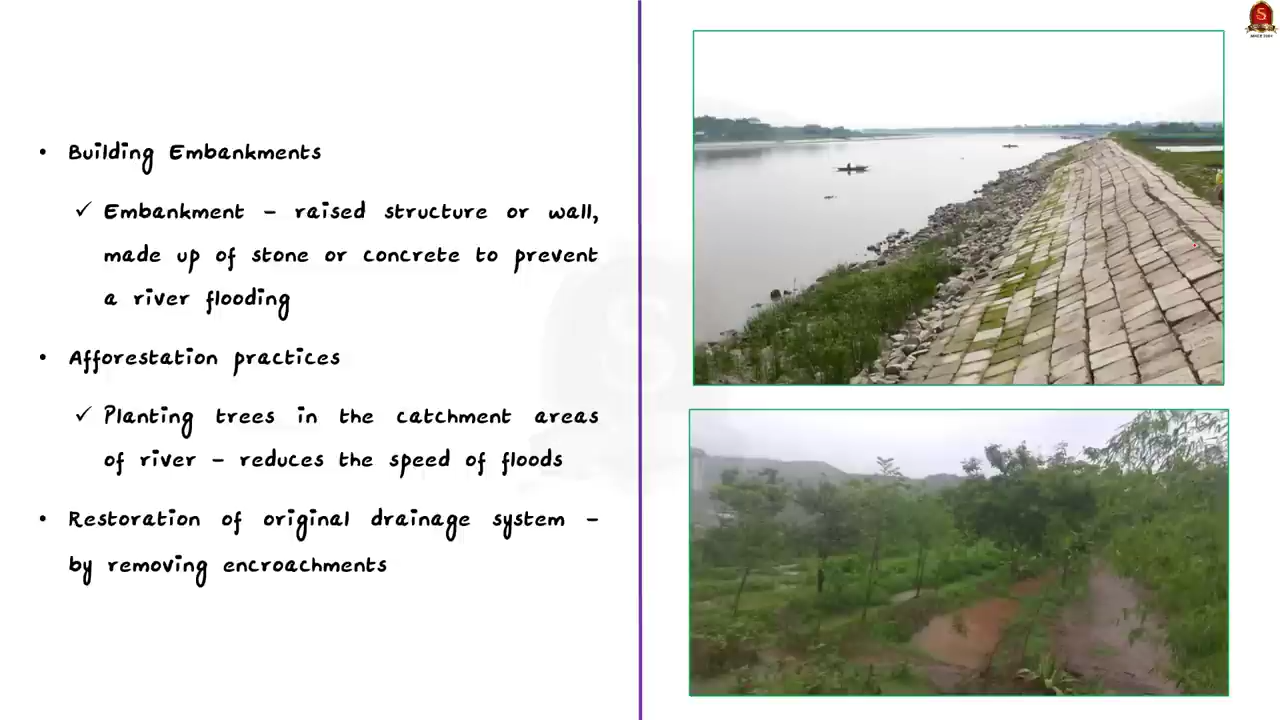 • Building Embankments
✓ Embankment – raised structure or wall,
made up of stone or concrete to prevent
a river flooding
• Afforestation practices
✓ Planting trees in the catchment areas
of river – reduces the speed of floods
• Restoration of original drainage system –
by removing encroachments
S